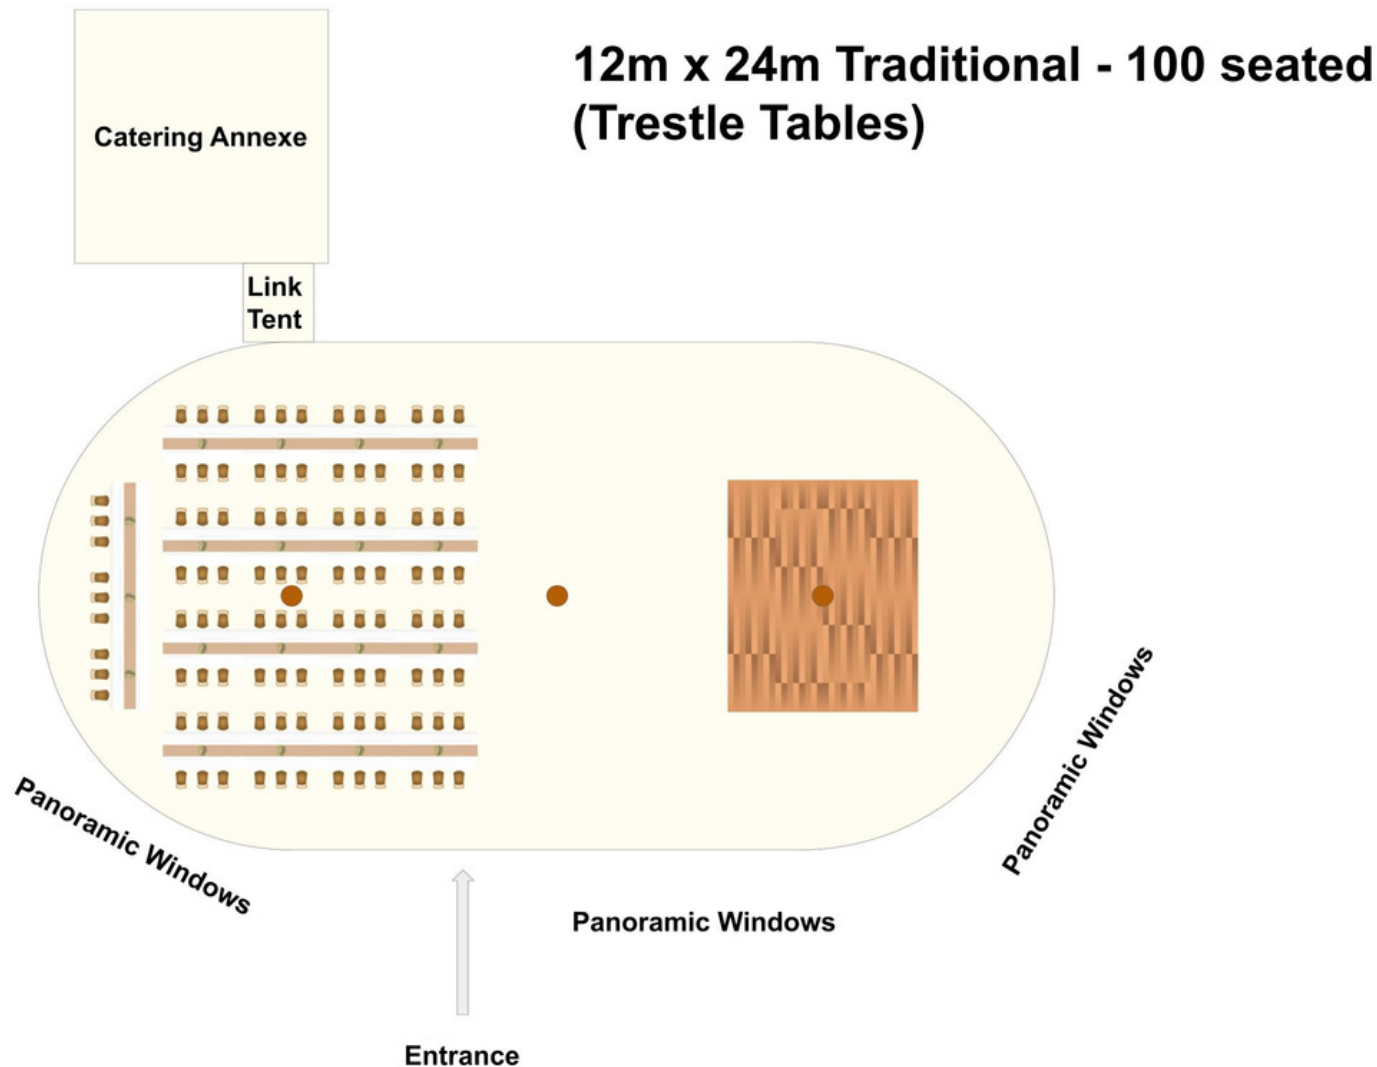 12m x 24m Traditional - 100 seated
(Trestle Tables)
Catering Annexe
Link
Tent
Panoramic Windows
Panoramic Windows
Panoramic Windows
Entrance